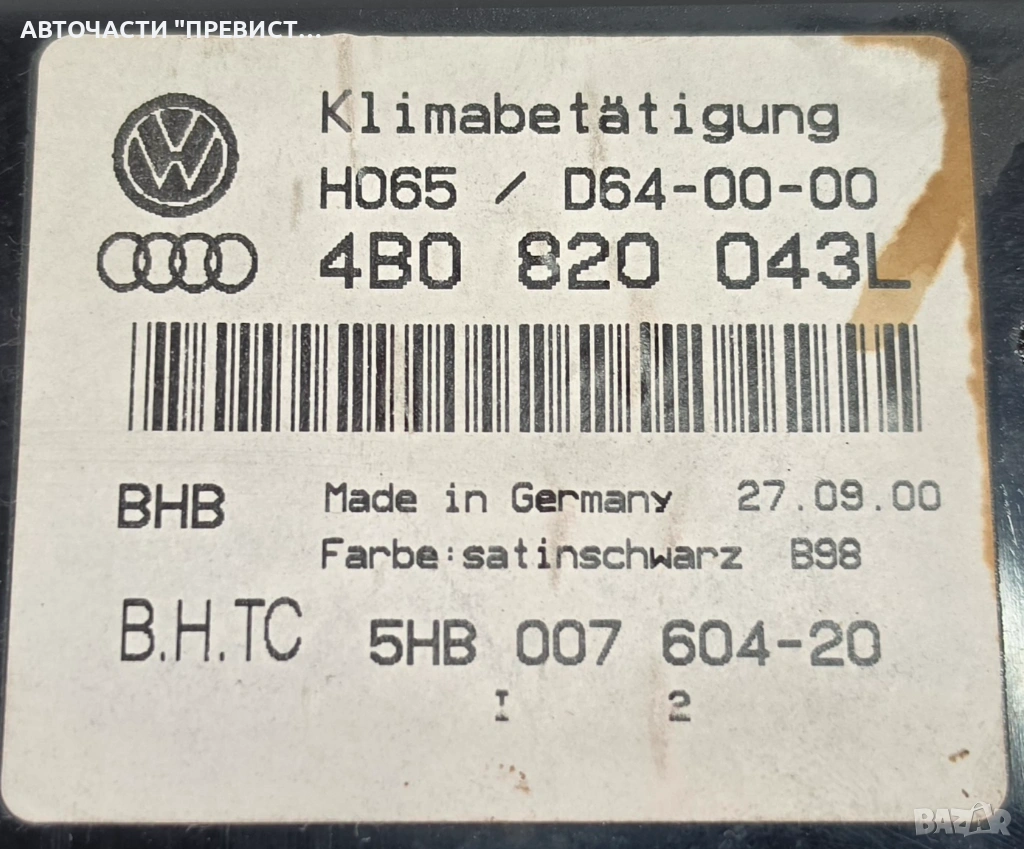 АВТОЧАСТИ "ПРЕВИСТ...
Klimabetätigung
H065 / D64-00-00
4B0 820 043L
BHB Made in Germany 27.09.00
Farbe:satinschwarz B98
B.H.TC 5HB 007 604-20
I 2
BAZAR